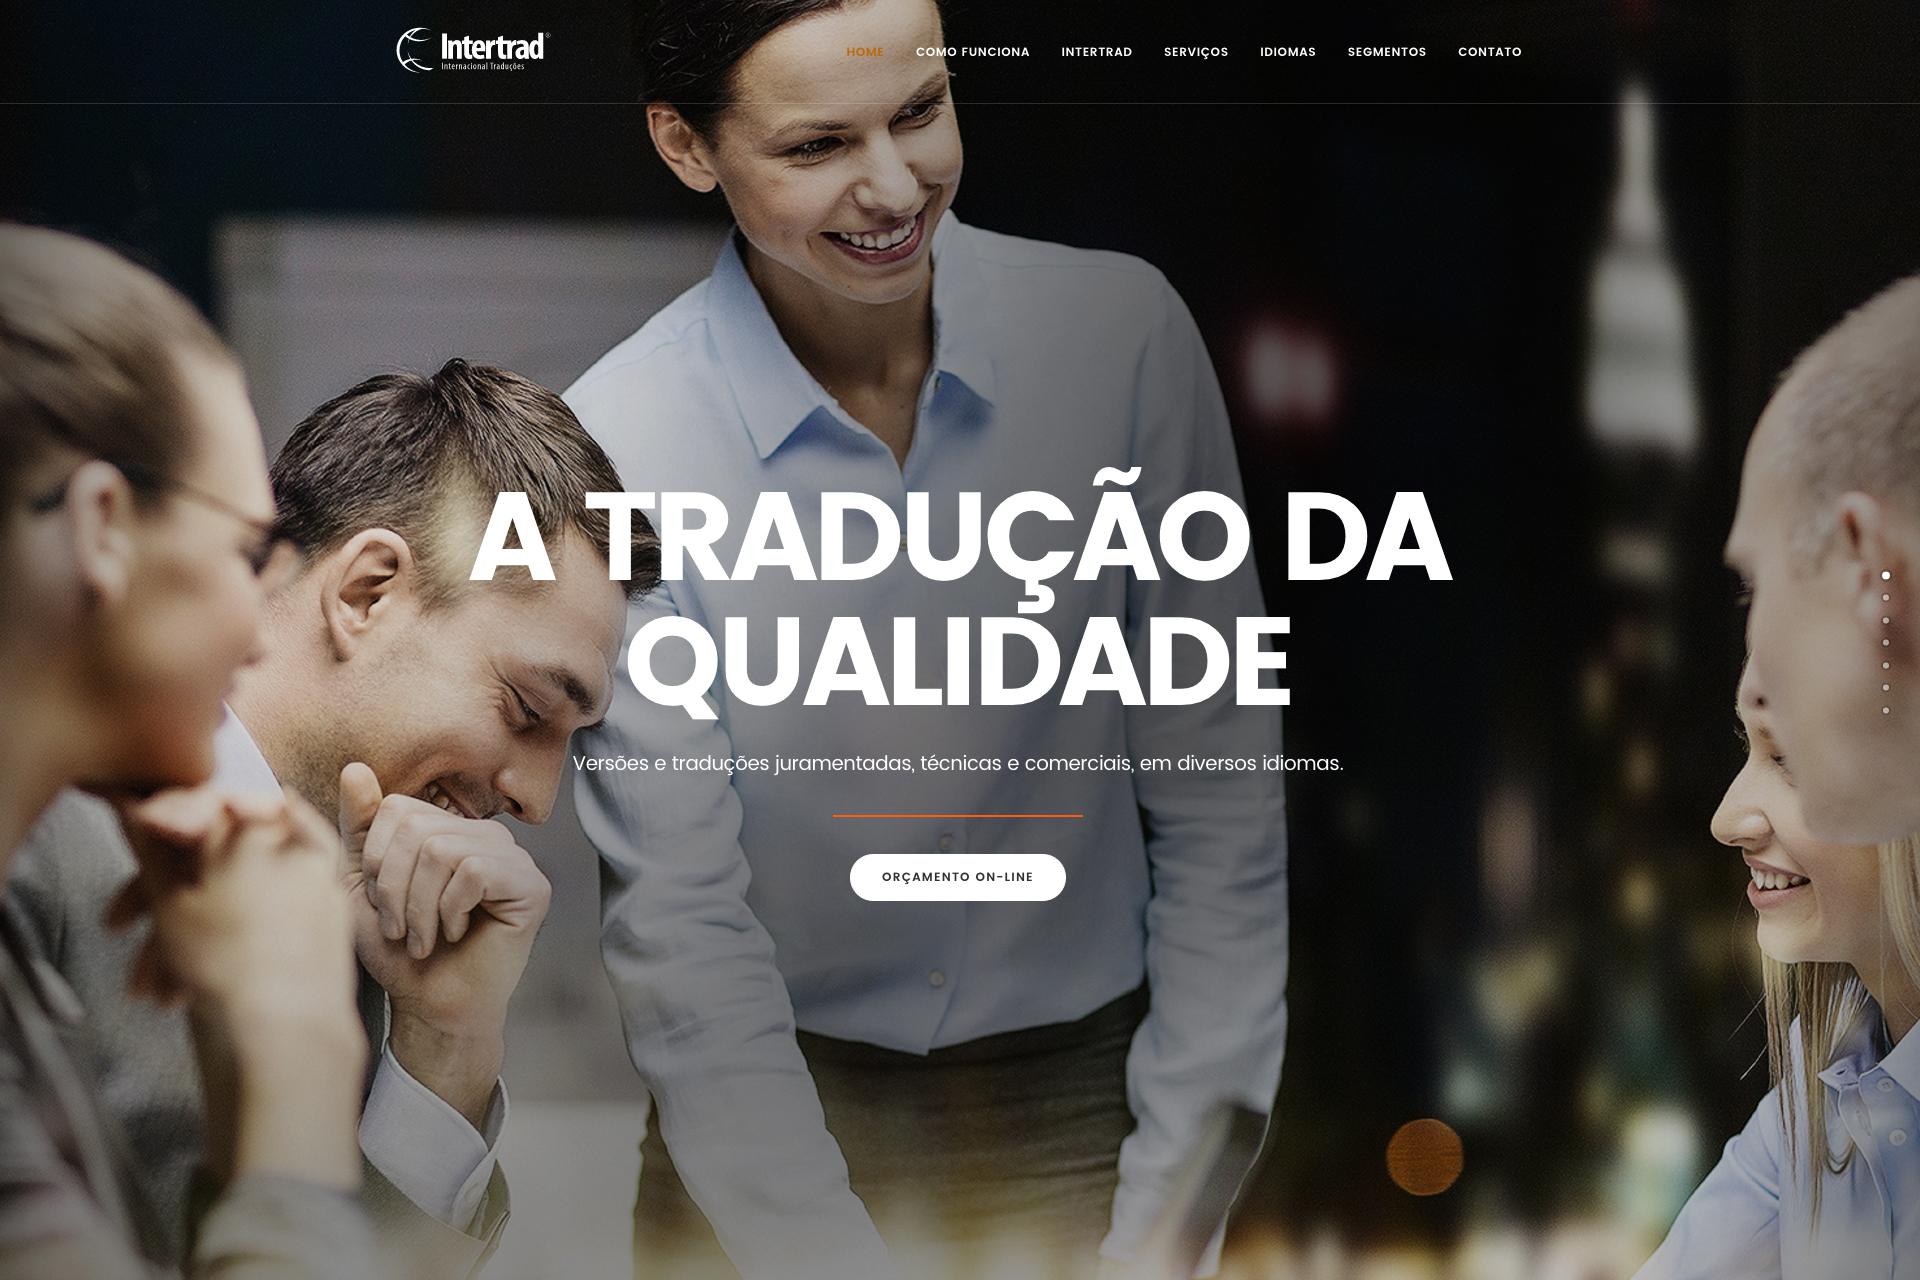 Intertrad®
Internacional Traduções
HOME COMO FUNCIONA INTERTRAD SERVIÇOS IDIOMAS SEGMENTOS CONTATO
A TRADUÇÃO DA
QUALIDADE
Versões e traduções juramentadas, técnicas e comerciais, em diversos idiomas.
ORÇAMENTO ON-LINE